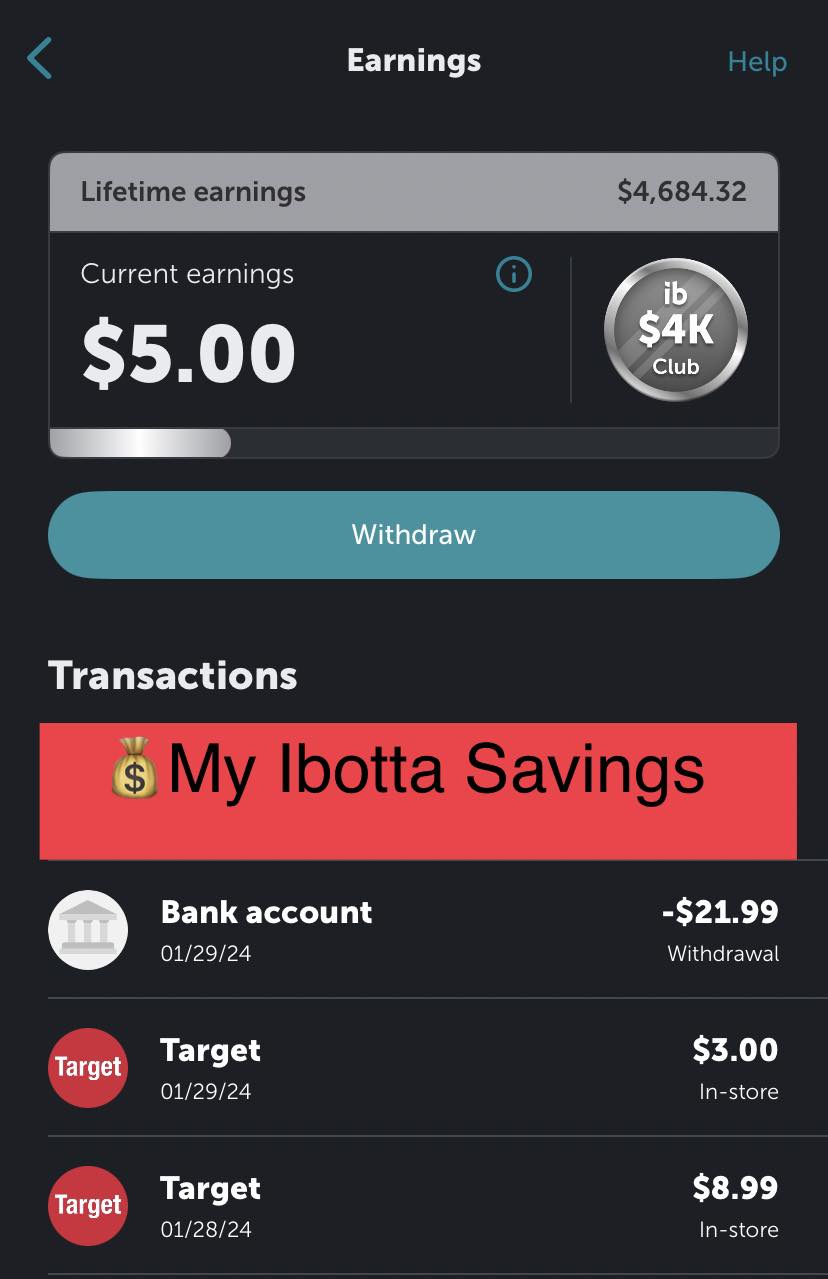 Earnings
Help
Lifetime earnings $4,684.32
Current earnings
$5.00
ib
$4K
Club
Withdraw
Transactions
💰My Ibotta Savings
Bank account -$21.99
01/29/24 Withdrawal
Target Target $3.00
01/29/24 In-store
Target Target $8.99
01/28/24 In-store